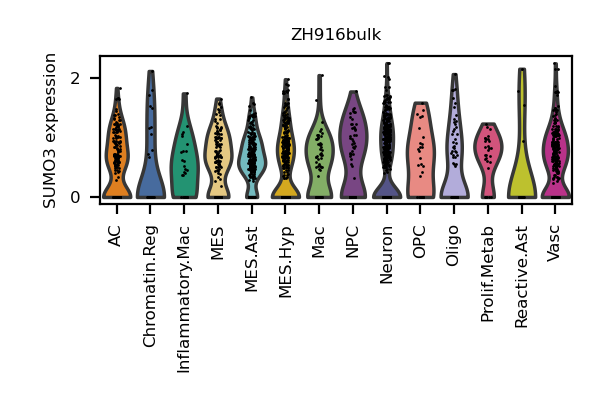 ZH916bulk
SUMO3 expression
2
0
AC
Chromatin.Reg
Inflammatory.Mac
MES
MES.Ast
MES.Hyp
Mac
NPC
Neuron
OPC
Oligo
Prolif.Metab
Reactive.Ast
Vasc